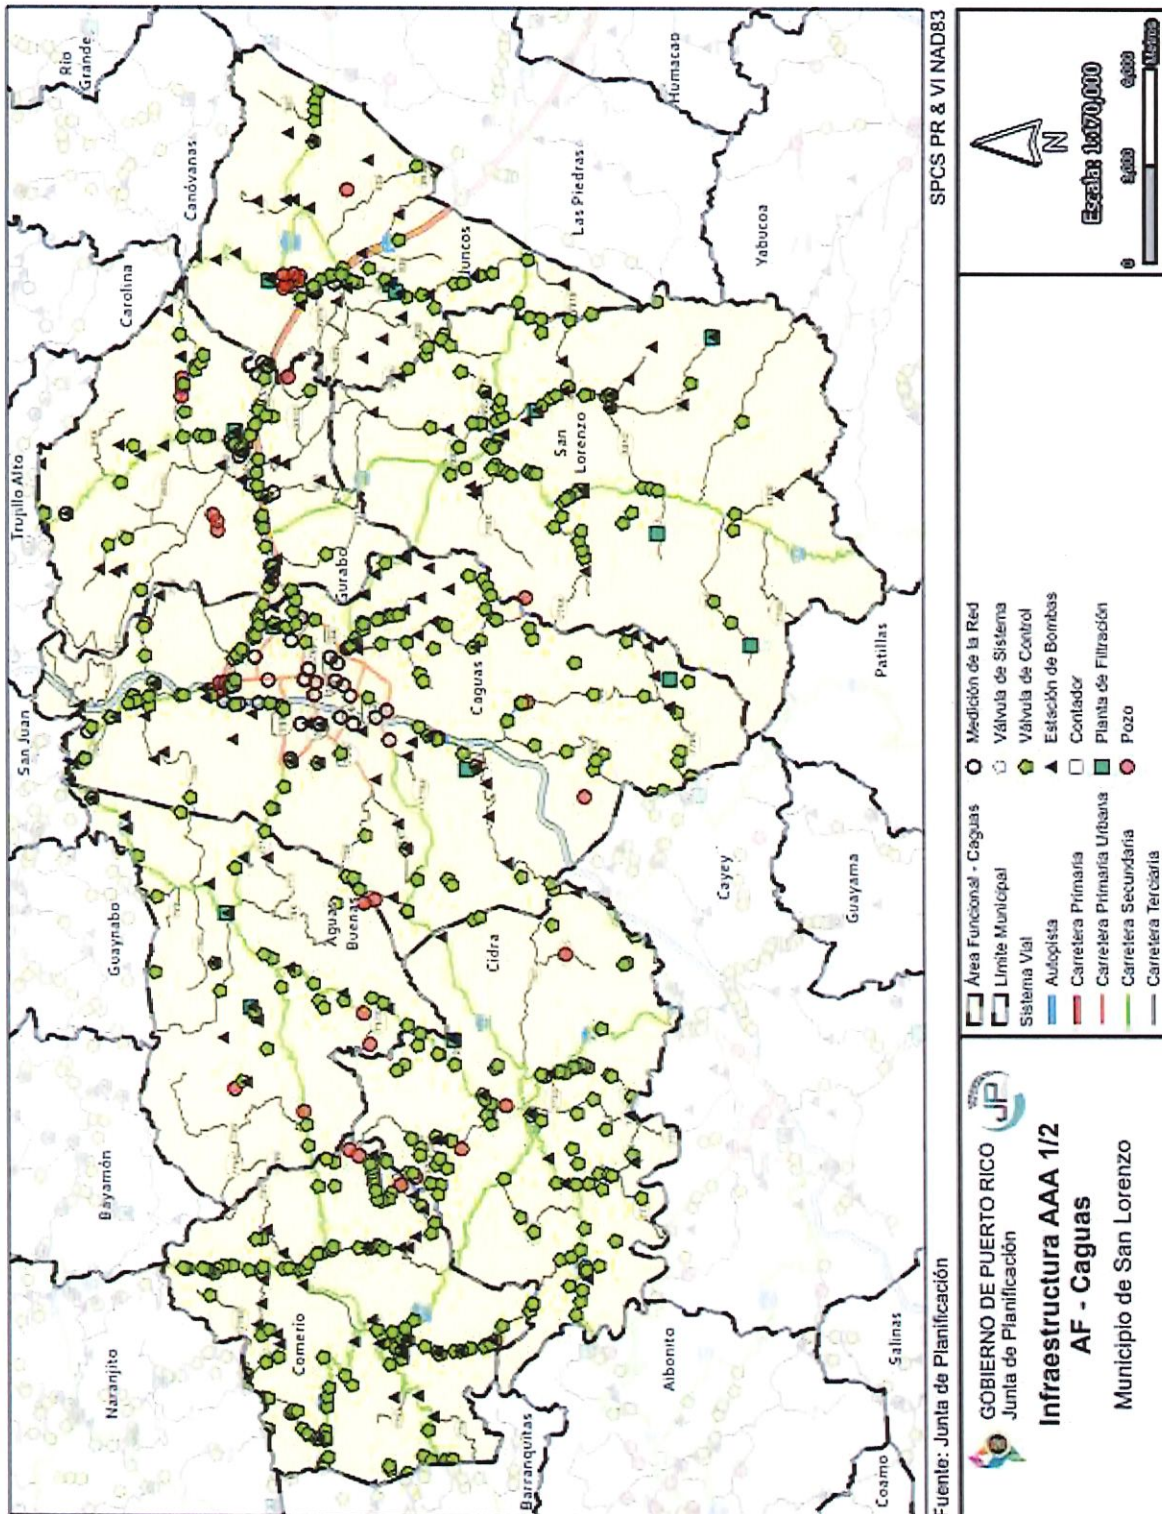 Río
Grande
Canóvanas
Carolina
Trujillo Alto
San Juan
Guaynabo
Bayamón
Naranjito
Humacao
Las Piedras
Juncos
Yabucoa
Gurabo
San
Lorenzo
Caguas
Aguas
Buenas
Cidra
Comerío
Patillas
Cayey
Guayama
Barranquitas
Aibonito
Salinas
Coamo
Fuente: Junta de Planificación
SPCS PR & VI NAD83
GOBIERNO DE PUERTO RICO
Junta de Planificación
JP
Infraestructura AAA 1/2
AF - Caguas
Municipio de San Lorenzo
Área Funcional - Caguas
Límite Municipal
Sistema Vial
Autopista
Carretera Primaria
Carretera Primaria Urbana
Carretera Secundaria
Carretera Terciaria
Medición de la Red
Válvula de Sistema
Válvula de Control
Estación de Bombas
Contador
Planta de Filtración
Pozo
N
Escala: 1:170,000
0
Metros